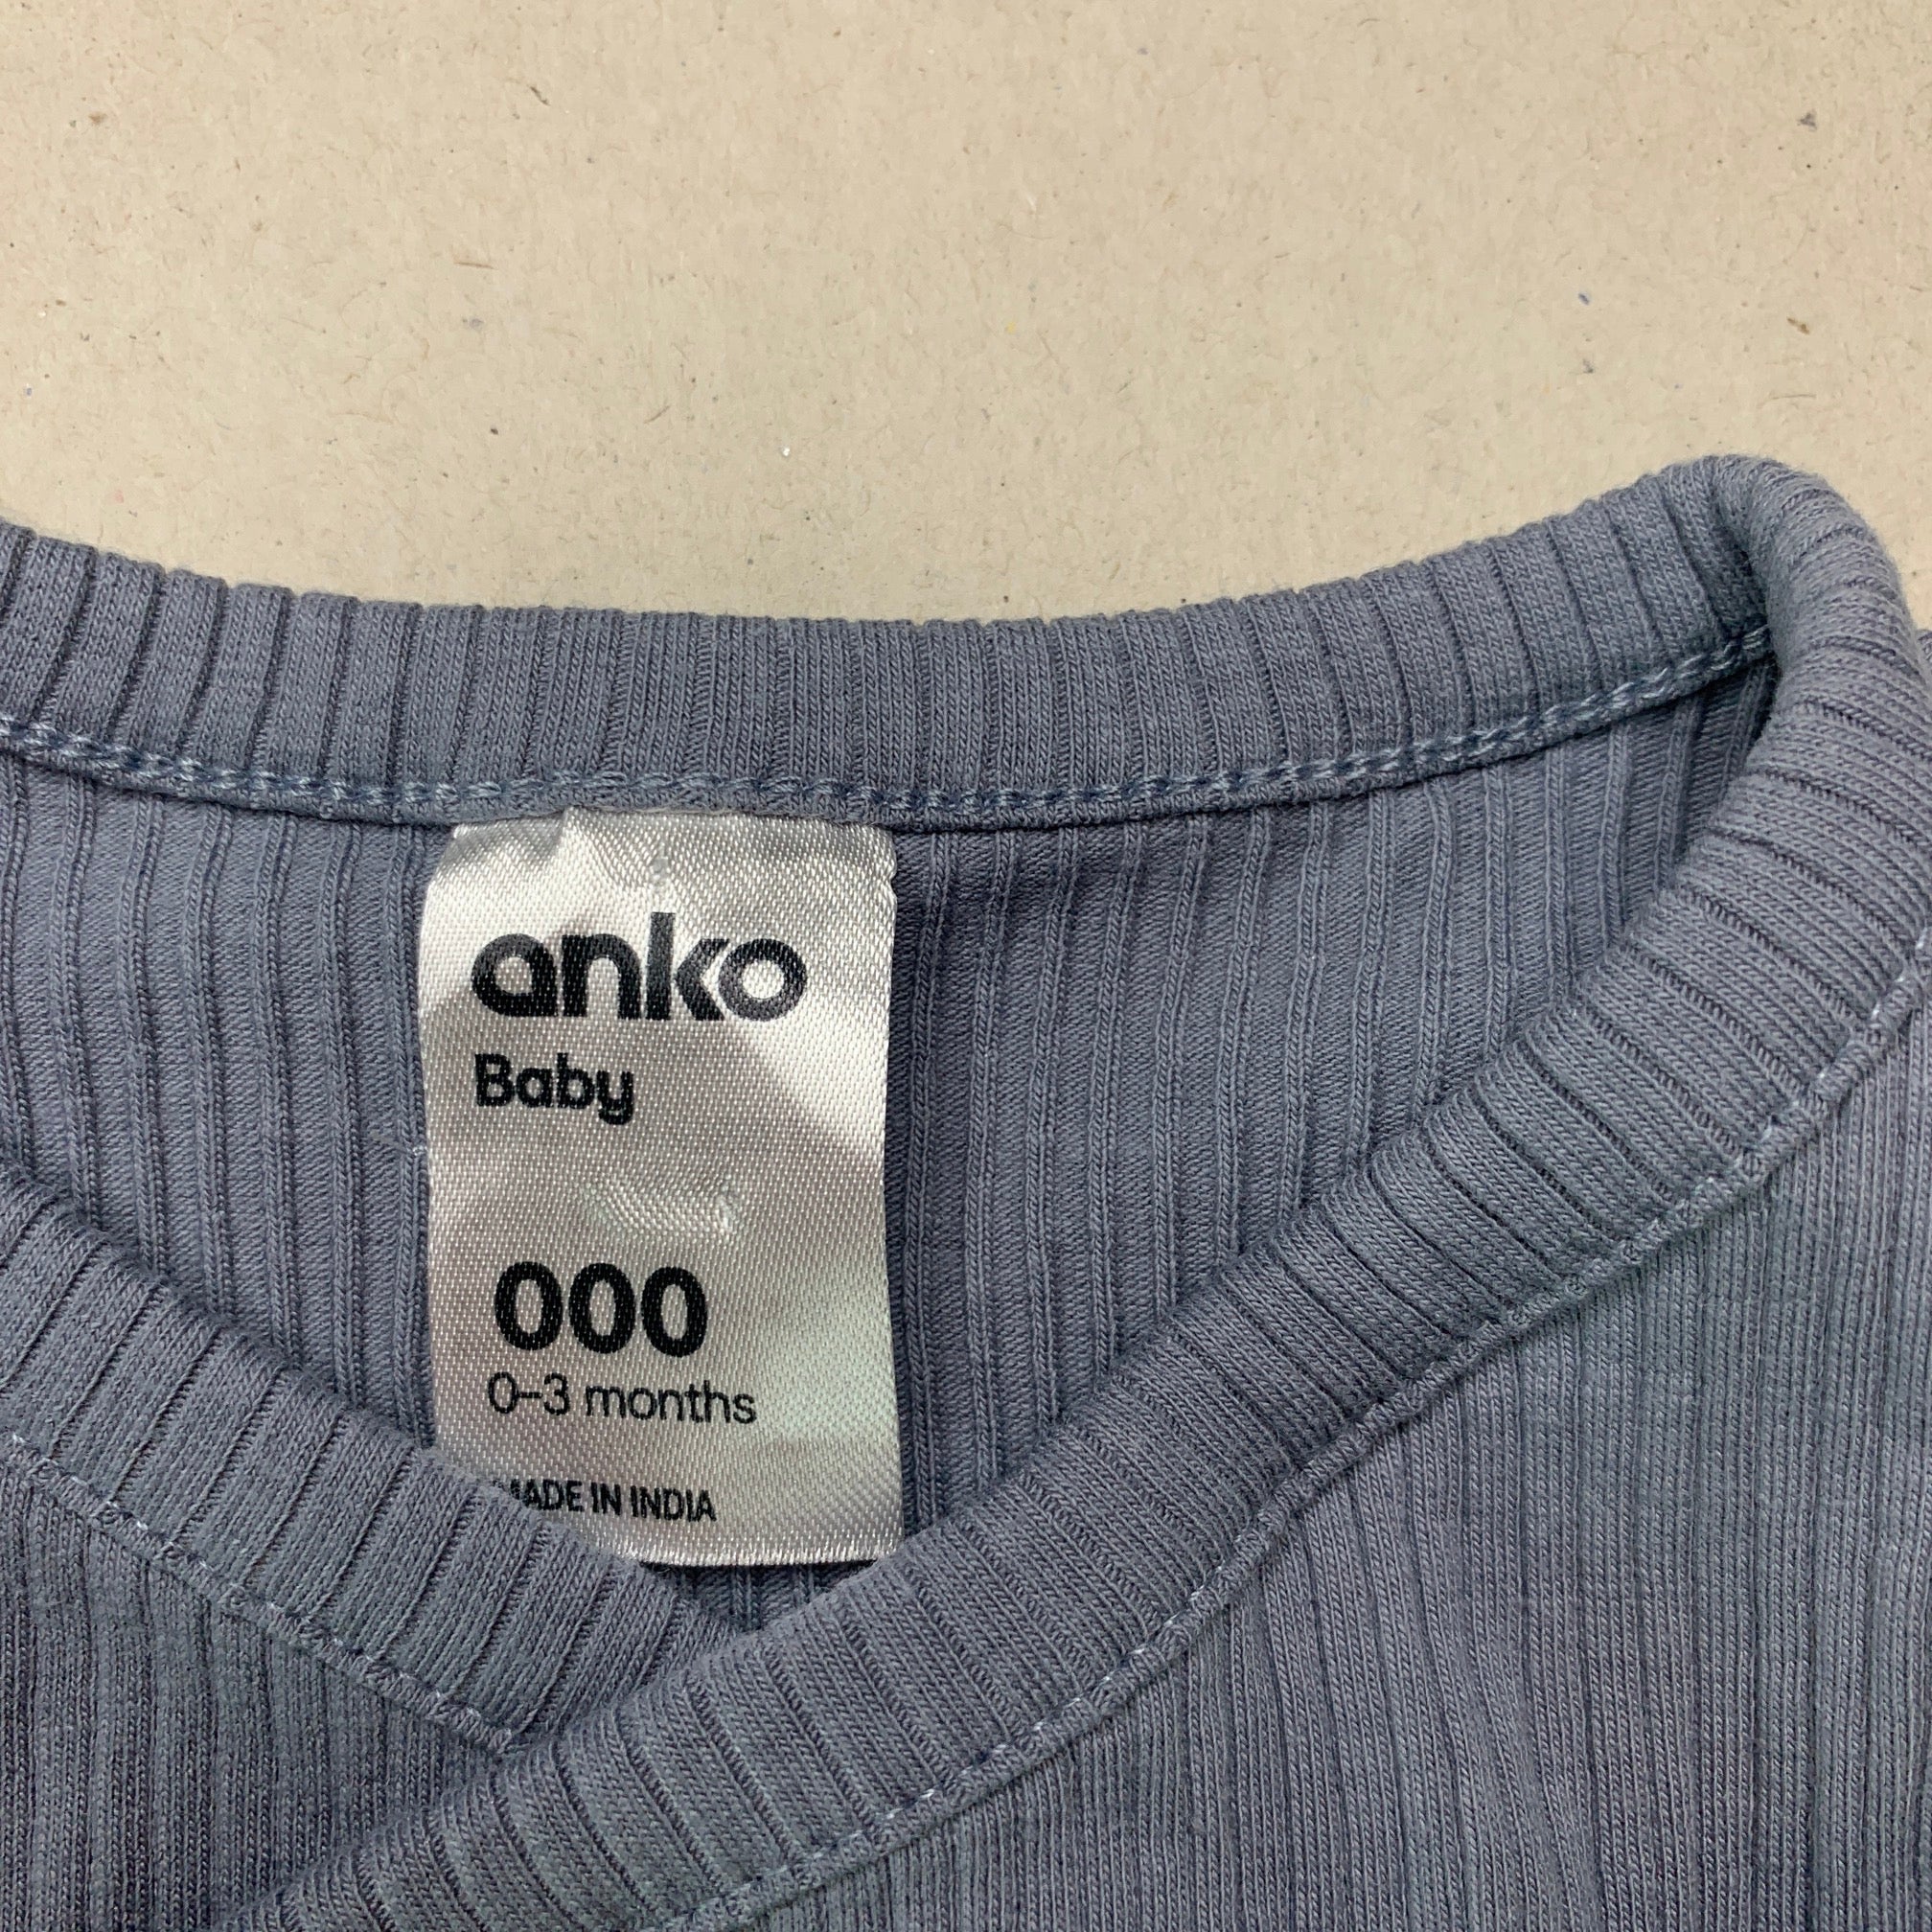 anko
Baby
000
0-3 months
MADE IN INDIA